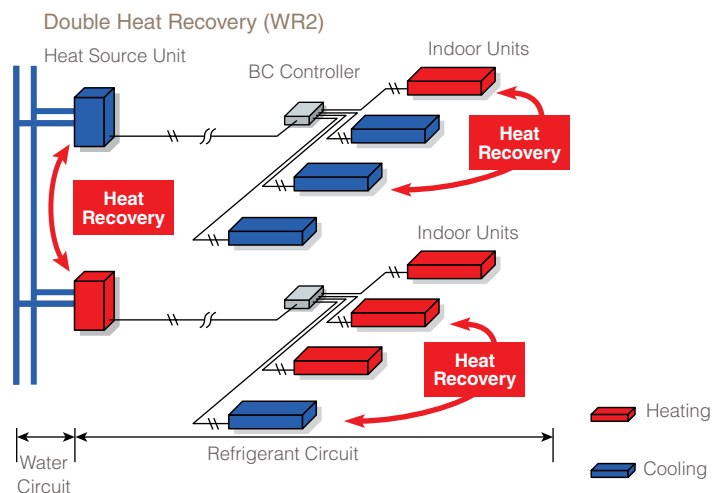 Double Heat Recovery (WR2)
Heat Source Unit
BC Controller
Indoor Units
Heat
Recovery
Heat
Recovery
Indoor Units
Heat
Recovery
Heating
Water
Circuit
Refrigerant Circuit
Cooling